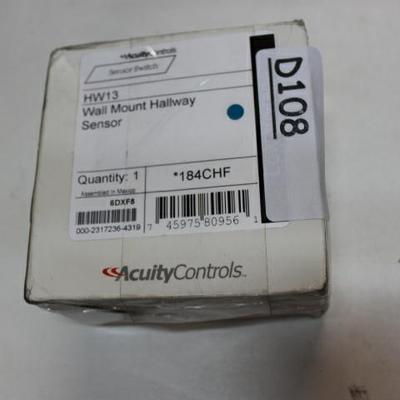 AcuityControls
Sensor Switch
HW13
Wall Mount Hallway
Sensor
Quantity: 1
*184CHF
Assembled in Mexico
6DXF8
000-2317236-4319
7 45975 80956 1
AcuityControls™
D108